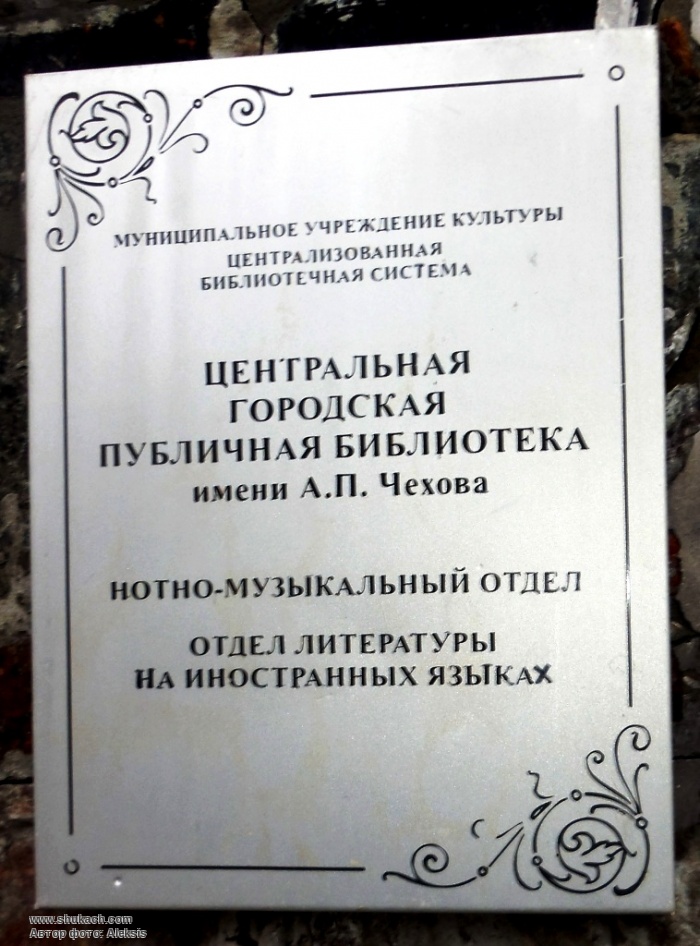 МУНИЦИПАЛЬНОЕ УЧРЕЖДЕНИЕ КУЛЬТУРЫ
ЦЕНТРАЛИЗОВАННАЯ
БИБЛИОТЕЧНАЯ СИСТЕМА
ЦЕНТРАЛЬНАЯ
ГОРОДСКАЯ
ПУБЛИЧНАЯ БИБЛИОТЕКА
имени А.П. Чехова
НОТНО-МУЗЫКАЛЬНЫЙ ОТДЕЛ
ОТДЕЛ ЛИТЕРАТУРЫ
НА ИНОСТРАННЫХ ЯЗЫКАХ
www.shukach.com
Автор фото: Aleksis